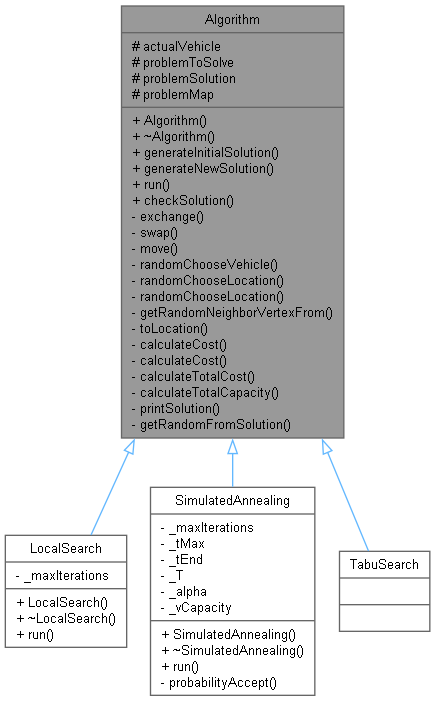 Algorithm
# actualVehicle
# problemToSolve
# problemSolution
# problemMap
+ Algorithm()
+ ~Algorithm()
+ generateInitialSolution()
+ generateNewSolution()
+ run()
+ checkSolution()
- exchange()
- swap()
- move()
- randomChooseVehicle()
- randomChooseLocation()
- randomChooseLocation()
- getRandomNeighborVertexFrom()
- toLocation()
- calculateCost()
- calculateCost()
- calculateTotalCost()
- calculateTotalCapacity()
- printSolution()
- getRandomFromSolution()
LocalSearch
- _maxIterations
+ LocalSearch()
+ ~LocalSearch()
+ run()
SimulatedAnnealing
- _maxIterations
- _tMax
- _tEnd
- _T
- _alpha
- _vCapacity
+ SimulatedAnnealing()
+ ~SimulatedAnnealing()
+ run()
- probabilityAccept()
TabuSearch